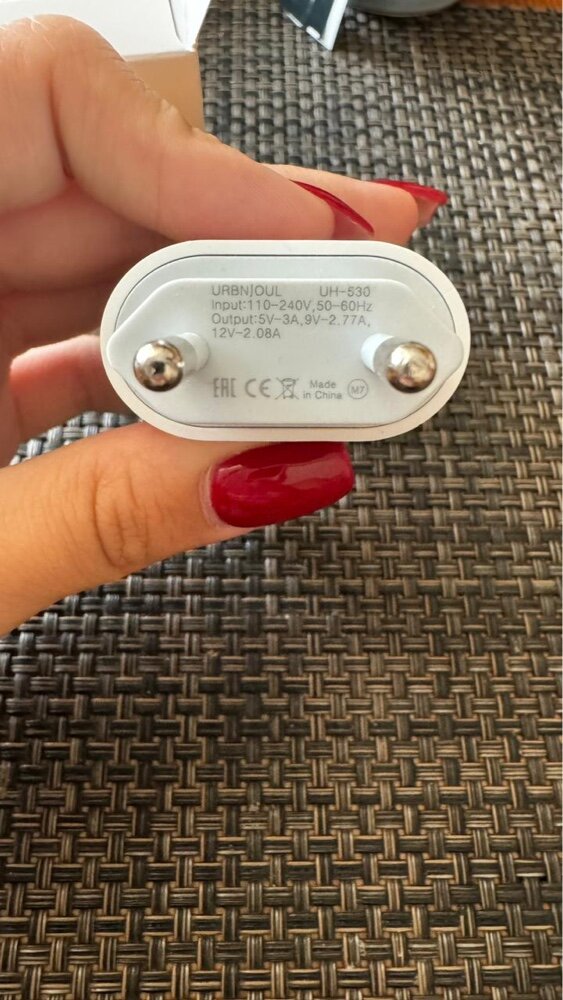 URBNJOUL UH-530
Input:110-240V,50-60Hz
Output:5V-3A,9V-2.77A,
12V-2.08A
EAC CE Made
in China M7